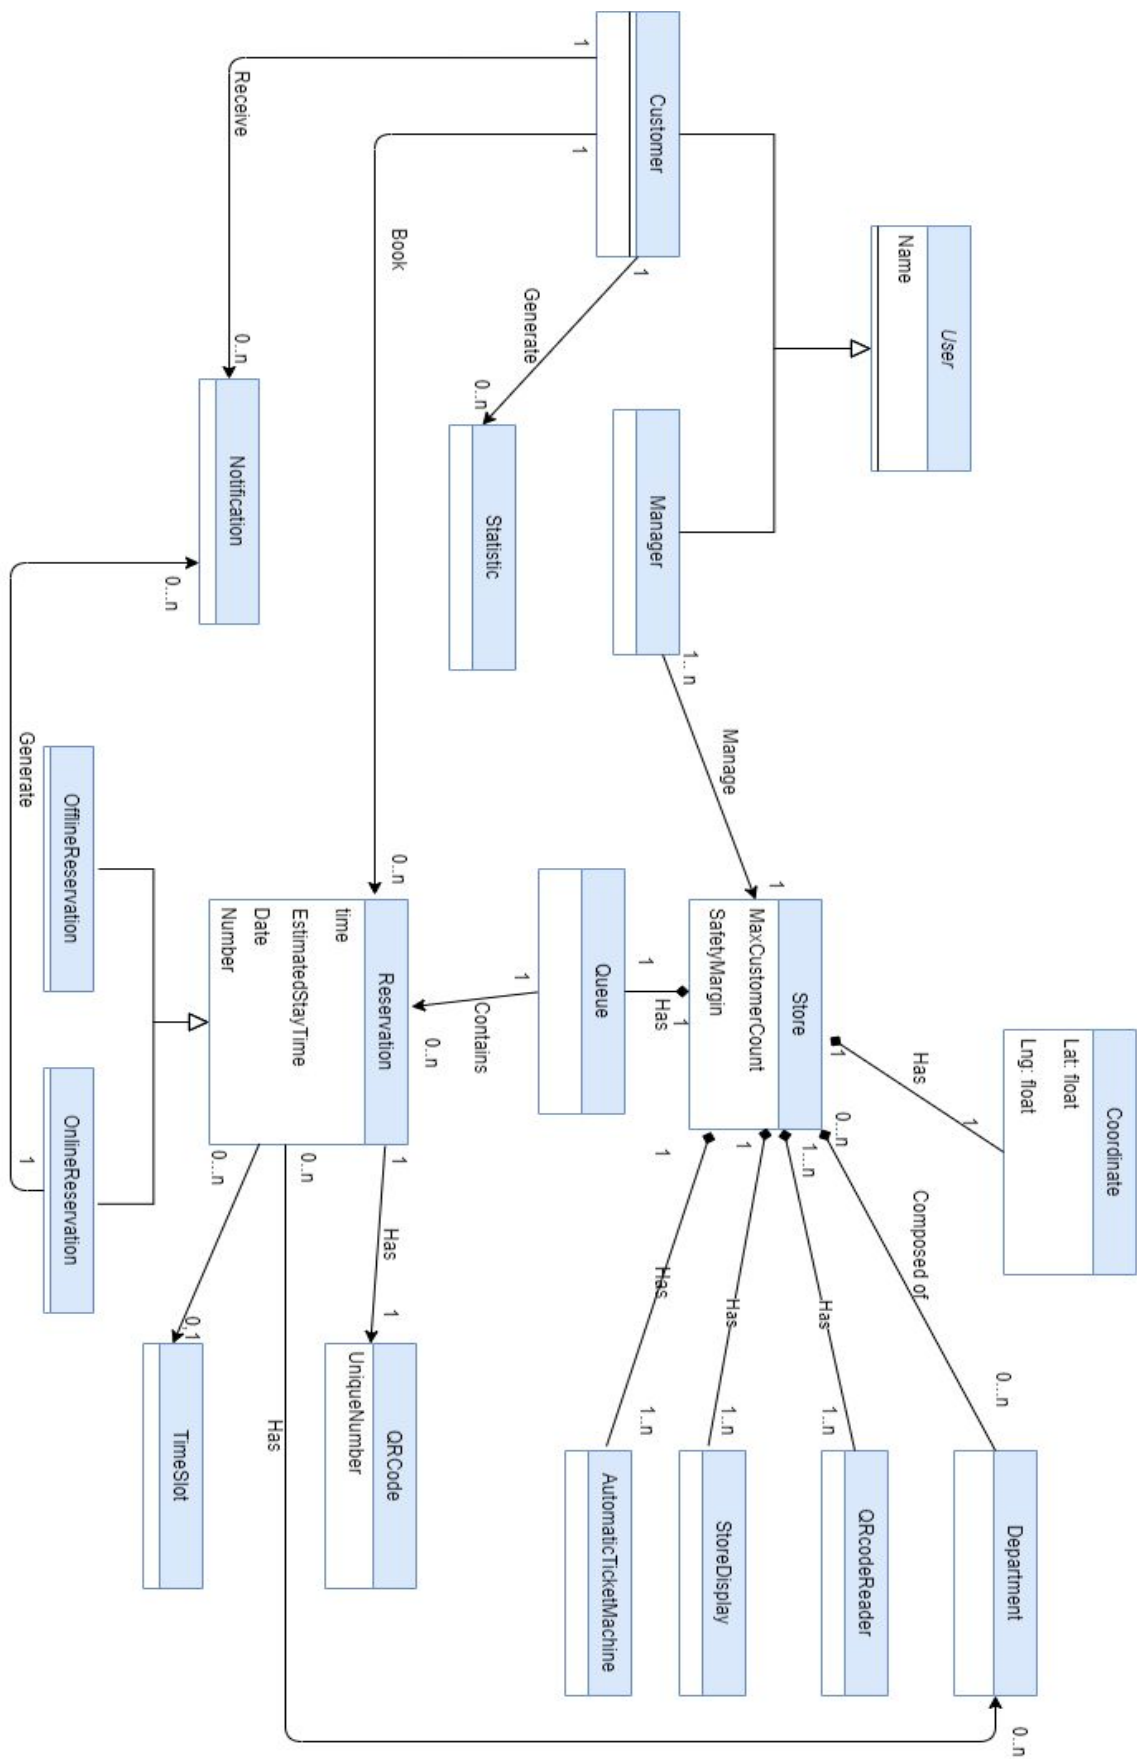 User
Name
Customer
Manager
1
Receive
0..n
1
Book
0..n
1
Generate
0..n
Statistic
Notification
0...n
Generate
1
1.. n
Manage
1
Coordinate
Lat: float
Lng: float
1
Has
1
Store
MaxCustomerCount
SafetyMargin
1
Has
1
Queue
1
Contains
0..n
0...n
Composed of
0...n
Department
1...n
Has
1..n
QRcodeReader
1
Has
1..n
StoreDisplay
1
Has
1..n
AutomaticTicketMachine
Reservation
time
EstimatedStayTime
Date
Number
OfflineReservation
OnlineReservation
1
Has
1
QRCode
UniqueNumber
0..n
Has
0..n
0...n
0,1
TimeSlot